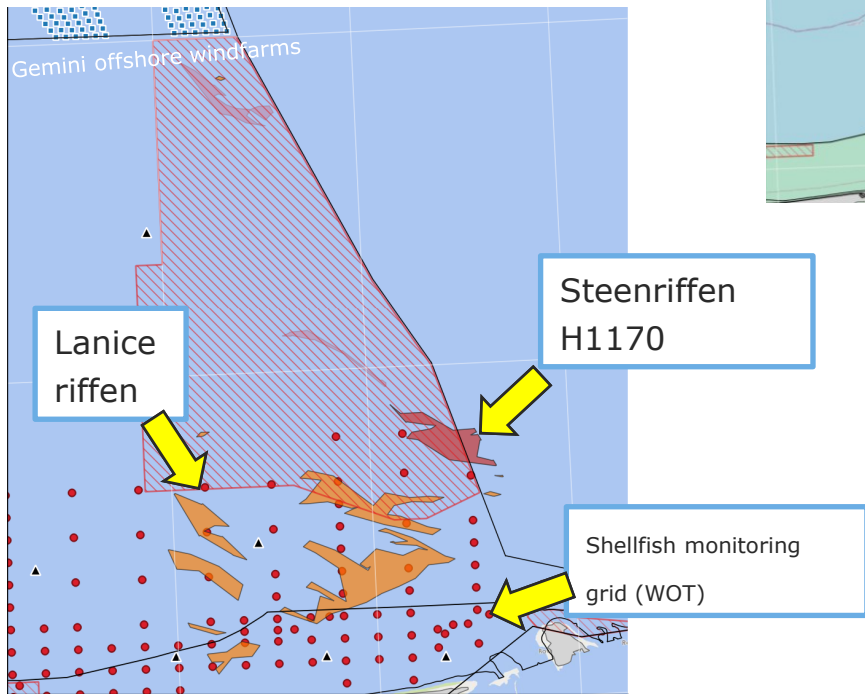 Gemini offshore windfarms
Steenriffen
H1170
Lanice
riffen
Shellfish monitoring
grid (WOT)